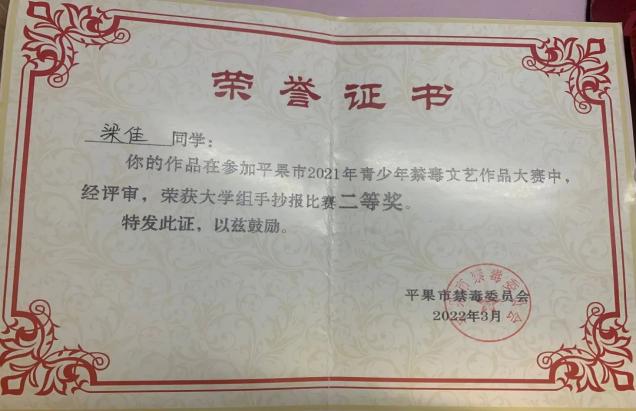 荣誉证书
梁佳 同学：
你的作品在参加平果市2021年青少年禁毒文艺作品大赛中，
经评审，荣获大学组手抄报比赛二等奖。
特发此证，以兹鼓励。
平果市禁毒委员会
2022年3月